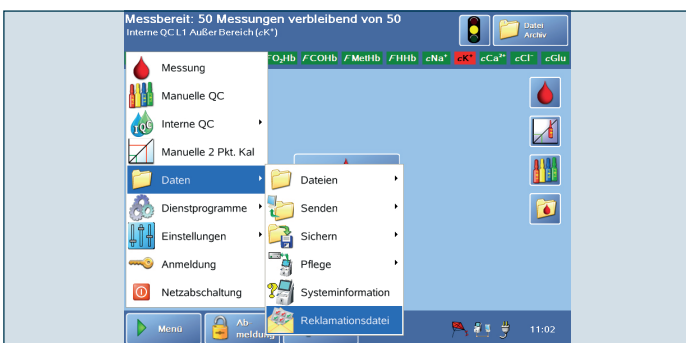 Messbereit: 50 Messungen verbleibend von 50
Interne QC L1 Außer Bereich (cK⁺)
Datei
Archiv
FO₂Hb FCOHb FMetHb FHHb cNa⁺ cK⁺ cCa²⁺ cCl⁻ cGlu
Messung
Manuelle QC
Interne QC
Manuelle 2 Pkt. Kal
Daten
Dienstprogramme
Einstellungen
Anmeldung
Netzabschaltung
Dateien
Senden
Sichern
Pflege
Systeminformation
Reklamationsdatei
Menü
Ab
meldung
11:02